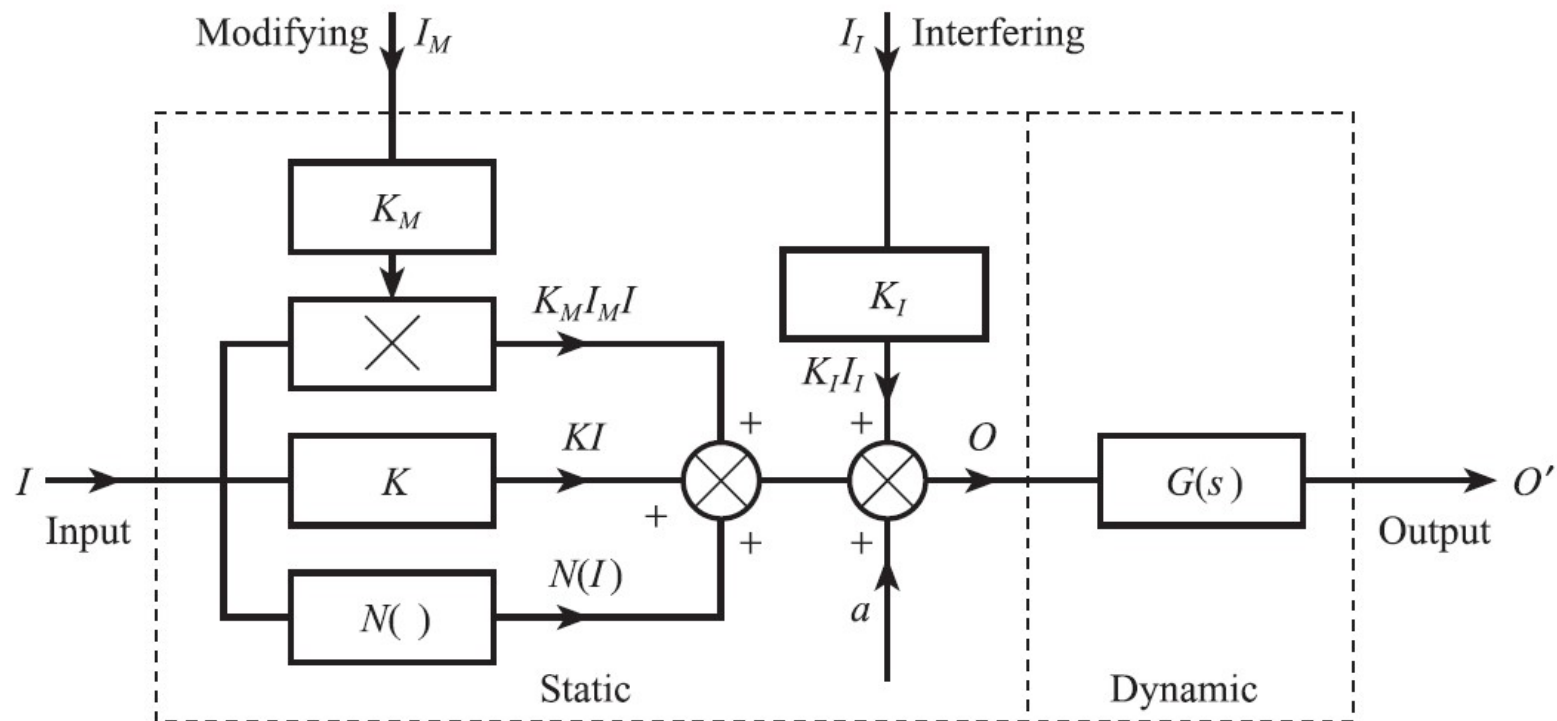 Modifying I_M
I_I Interfering
K_M
K_I
K_M I_M I
K_I I_I
+
+
KI
O
I
K
G(s)
O′
Input
+
+
+
Output
N(I)
a
N( )
Static
Dynamic